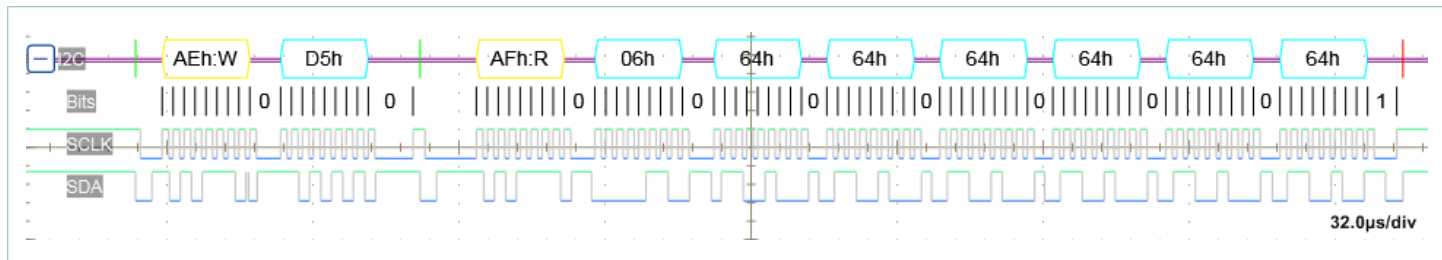 I2C AEh:W D5h AFh:R 06h 64h 64h 64h 64h 64h 64h
Bits 0 0 0 0 0 0 0 0 0 1
SCLK
SDA
32.0µs/div